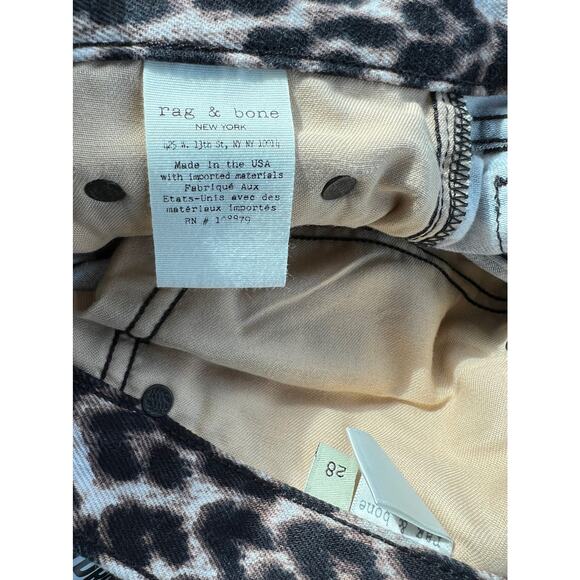 rag & bone
NEW YORK
425 W. 13th St, NY NY 10014
Made in the USA
with imported materials
Fabriqué Aux
Etats-Unis avec des
matériaux importés
RN #
28
rag & bone